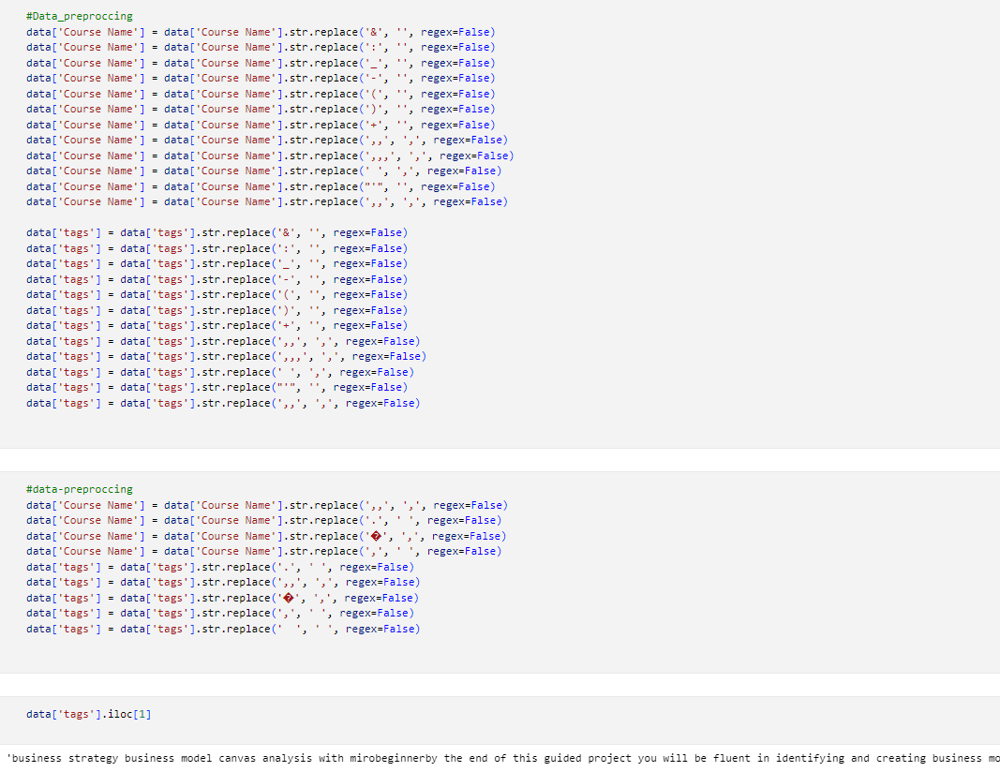 #Data_preproccing
data['Course Name'] = data['Course Name'].str.replace('&', '', regex=False)
data['Course Name'] = data['Course Name'].str.replace(':', '', regex=False)
data['Course Name'] = data['Course Name'].str.replace('_', '', regex=False)
data['Course Name'] = data['Course Name'].str.replace('-', '', regex=False)
data['Course Name'] = data['Course Name'].str.replace('(', '', regex=False)
data['Course Name'] = data['Course Name'].str.replace(')', '', regex=False)
data['Course Name'] = data['Course Name'].str.replace('+', '', regex=False)
data['Course Name'] = data['Course Name'].str.replace(',,', ',', regex=False)
data['Course Name'] = data['Course Name'].str.replace(',,,', ',', regex=False)
data['Course Name'] = data['Course Name'].str.replace(' ', ',', regex=False)
data['Course Name'] = data['Course Name'].str.replace("'", '', regex=False)
data['Course Name'] = data['Course Name'].str.replace(',,', ',', regex=False)
data['tags'] = data['tags'].str.replace('&', '', regex=False)
data['tags'] = data['tags'].str.replace(':', '', regex=False)
data['tags'] = data['tags'].str.replace('_', '', regex=False)
data['tags'] = data['tags'].str.replace('-', '', regex=False)
data['tags'] = data['tags'].str.replace('(', '', regex=False)
data['tags'] = data['tags'].str.replace(')', '', regex=False)
data['tags'] = data['tags'].str.replace('+', '', regex=False)
data['tags'] = data['tags'].str.replace(',,', ',', regex=False)
data['tags'] = data['tags'].str.replace(',,,', ',', regex=False)
data['tags'] = data['tags'].str.replace(' ', ',', regex=False)
data['tags'] = data['tags'].str.replace("'", '', regex=False)
data['tags'] = data['tags'].str.replace(',,', ',', regex=False)
#data-preproccing
data['Course Name'] = data['Course Name'].str.replace(',,', ',', regex=False)
data['Course Name'] = data['Course Name'].str.replace('.', ' ', regex=False)
data['Course Name'] = data['Course Name'].str.replace('�', ',', regex=False)
data['Course Name'] = data['Course Name'].str.replace(',', ' ', regex=False)
data['tags'] = data['tags'].str.replace('.', ' ', regex=False)
data['tags'] = data['tags'].str.replace(',,', ',', regex=False)
data['tags'] = data['tags'].str.replace('�', ',', regex=False)
data['tags'] = data['tags'].str.replace(',', ' ', regex=False)
data['tags'] = data['tags'].str.replace('  ', ' ', regex=False)
data['tags'].iloc[1]
'business strategy business model canvas analysis with mirobeginnerby the end of this guided project you will be fluent in identifying and creating business mo